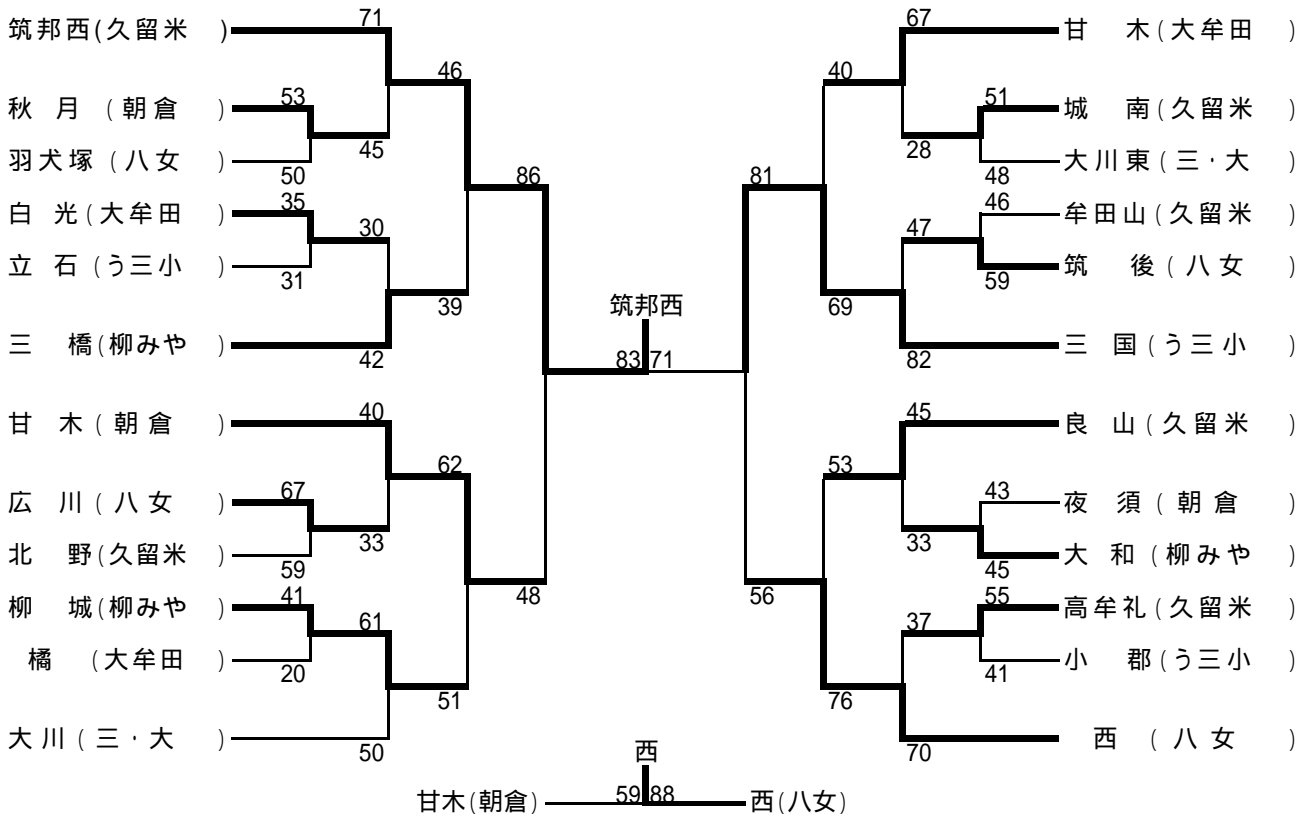 71
67
筑邦西(久留米 )
甘 木(大牟田 )
46
40
53
51
秋 月 (朝倉 )
城 南(久留米 )
45
28
羽犬塚 (八女 )
大川東(三・大 )
50
48
86
81
35
46
白 光(大牟田 )
牟田山(久留米 )
30
47
立 石(う三小 )
筑 後(八女 )
31
59
39
69
筑邦西
三 橋(柳みや )
三 国(う三小 )
42
82
83 71
40
45
甘 木(朝倉 )
良 山(久留米 )
62
53
67
43
広 川(八女 )
夜 須(朝倉 )
33
33
北 野(久留米 )
大 和(柳みや )
59
45
48
56
41
55
柳 城(柳みや )
高牟礼(久留米 )
61
37
橘 (大牟田 )
小 郡(う三小 )
20
41
51
76
大川(三・大 )
西 (八女 )
50
70
西
甘木(朝倉) 59 88 西(八女)